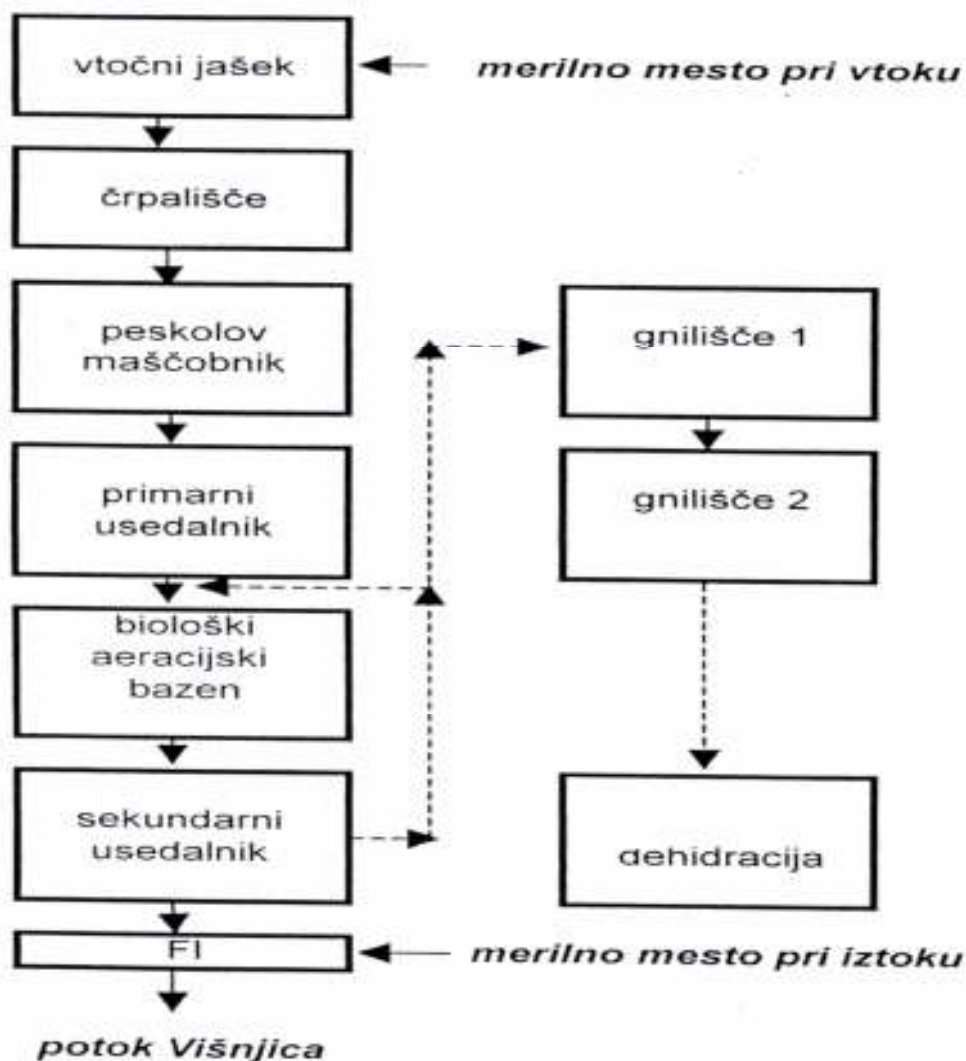 vtočni jašek
merilno mesto pri vtoku
črpališče
peskolov
maščobnik
gnilišče 1
primarni
usedalnik
gnilišče 2
biološki
aeracijski
bazen
sekundarni
usedalnik
dehidracija
FI
merilno mesto pri iztoku
potok Višnjica